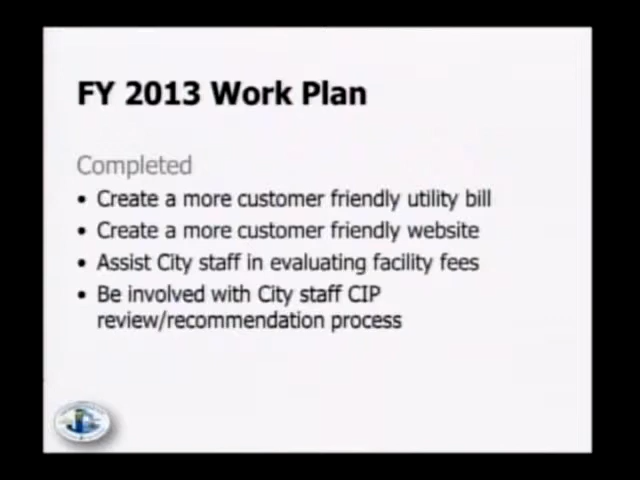 FY 2013 Work Plan
Completed
• Create a more customer friendly utility bill
• Create a more customer friendly website
• Assist City staff in evaluating facility fees
• Be involved with City staff CIP
review/recommendation process